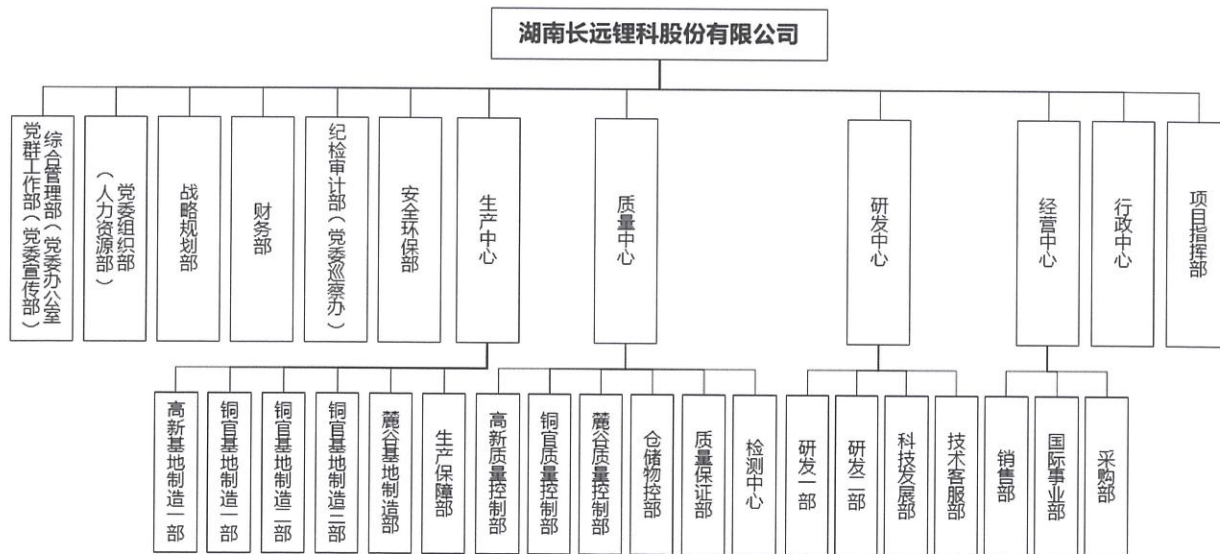 湖南长远锂科股份有限公司
综合管理部（党委办公室
党群工作部（党委宣传部）
党委组织部
（人力资源部）
战略规划部
财务部
纪检审计部（党委巡察办）
安全环保部
生产中心
质量中心
研发中心
经营中心
行政中心
项目指挥部
高新基地制造一部
铜官基地制造一部
铜官基地制造二部
铜官基地制造三部
麓谷基地制造部
生产保障部
高新质量控制部
铜官质量控制部
麓谷质量控制部
仓储物控部
质量保证部
检测中心
研发一部
研发二部
科技发展部
技术客服部
销售部
国际事业部
采购部